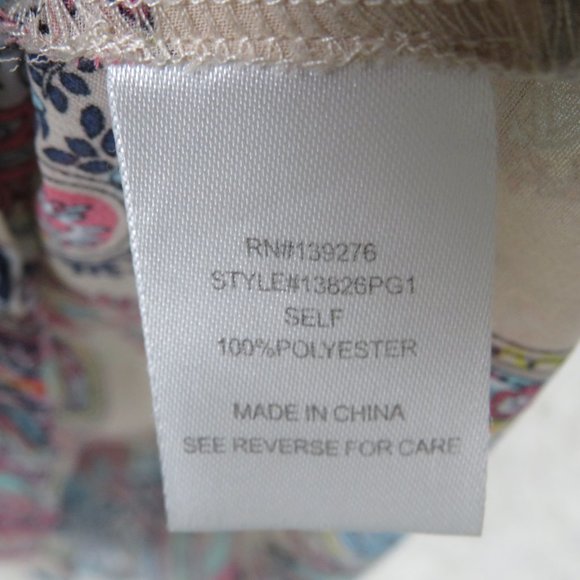 RN#139276
STYLE#13826PG1
SELF
100%POLYESTER
MADE IN CHINA
SEE REVERSE FOR CARE